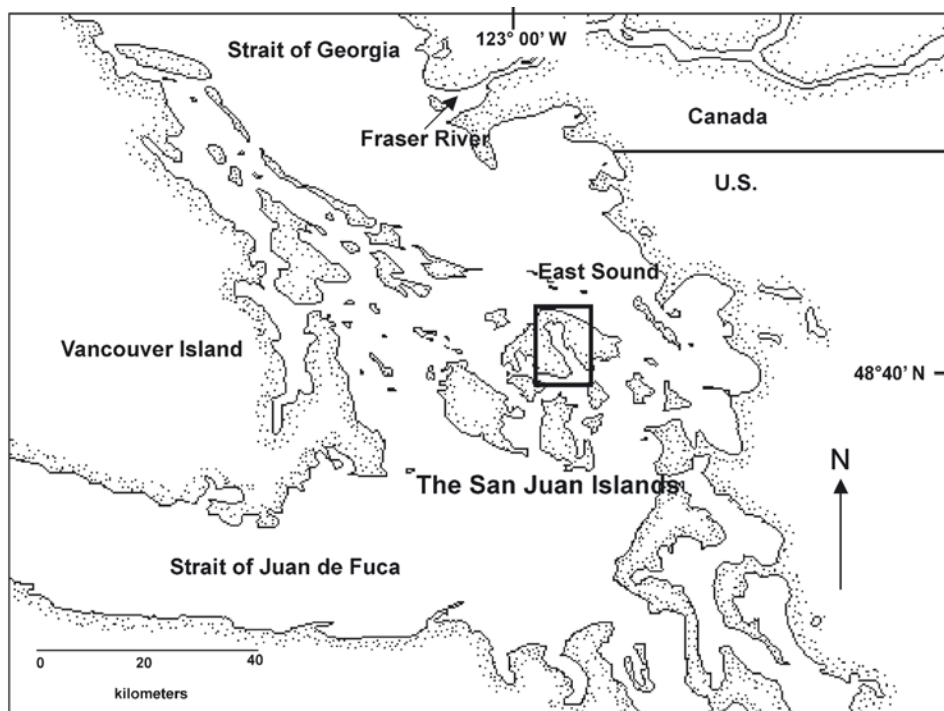 Strait of Georgia
123° 00' W
Fraser River
Canada
U.S.
East Sound
Vancouver Island
48°40' N
The San Juan Islands
N
Strait of Juan de Fuca
0 20 40
kilometers